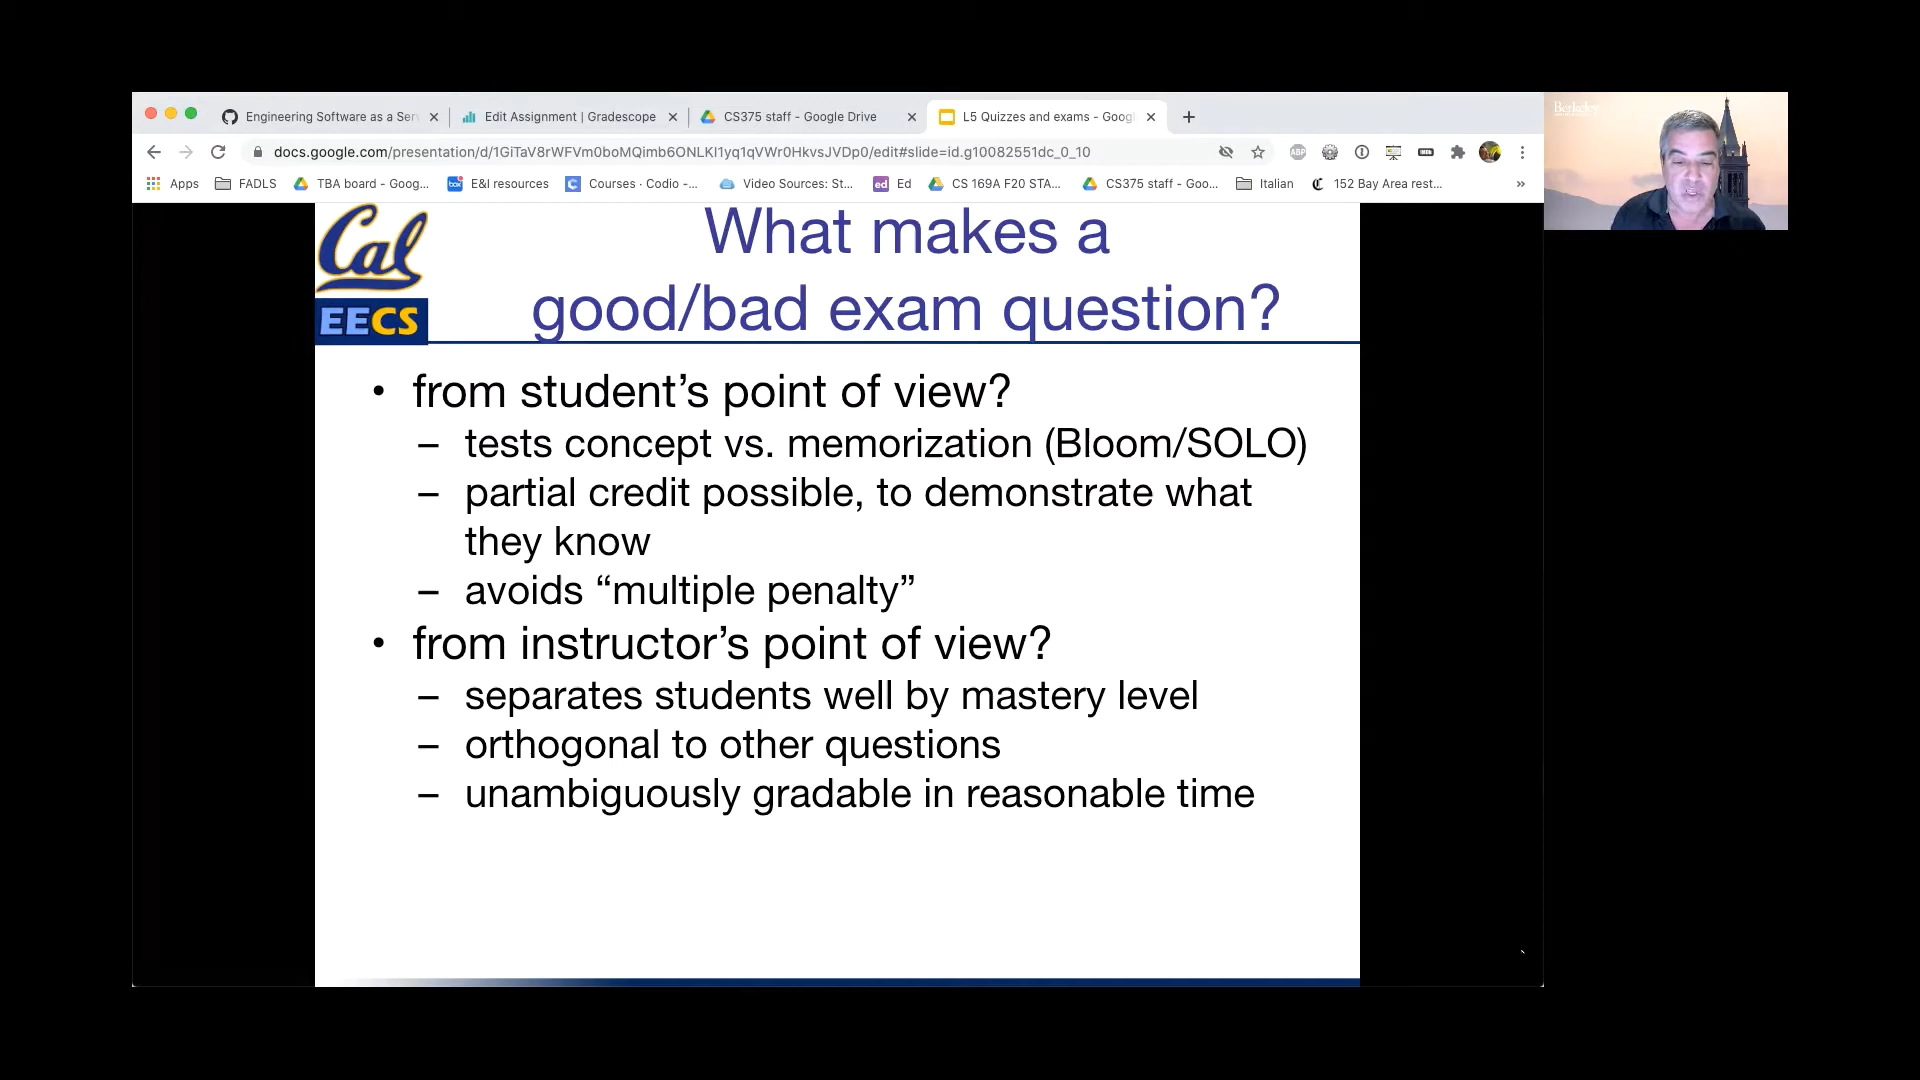 Engineering Software as a Ser
Edit Assignment | Gradescope
CS375 staff - Google Drive
L5 Quizzes and exams - Goog
docs.google.com/presentation/d/1GiTaV8rWFVm0boMQimb6ONLKI1yq1qVWr0HkvsJVDp0/edit#slide=id.g10082551dc_0_10
ABP
Apps
FADLS
TBA board - Goog...
box
E&I resources
Courses · Codio -...
Video Sources: St...
ed
Ed
CS 169A F20 STA...
CS375 staff - Goo...
Italian
152 Bay Area rest...
»
Berkeley
Cal
EECS
What makes a
good/bad exam question?
• from student’s point of view?
– tests concept vs. memorization (Bloom/SOLO)
– partial credit possible, to demonstrate what
they know
– avoids “multiple penalty”
• from instructor’s point of view?
– separates students well by mastery level
– orthogonal to other questions
– unambiguously gradable in reasonable time